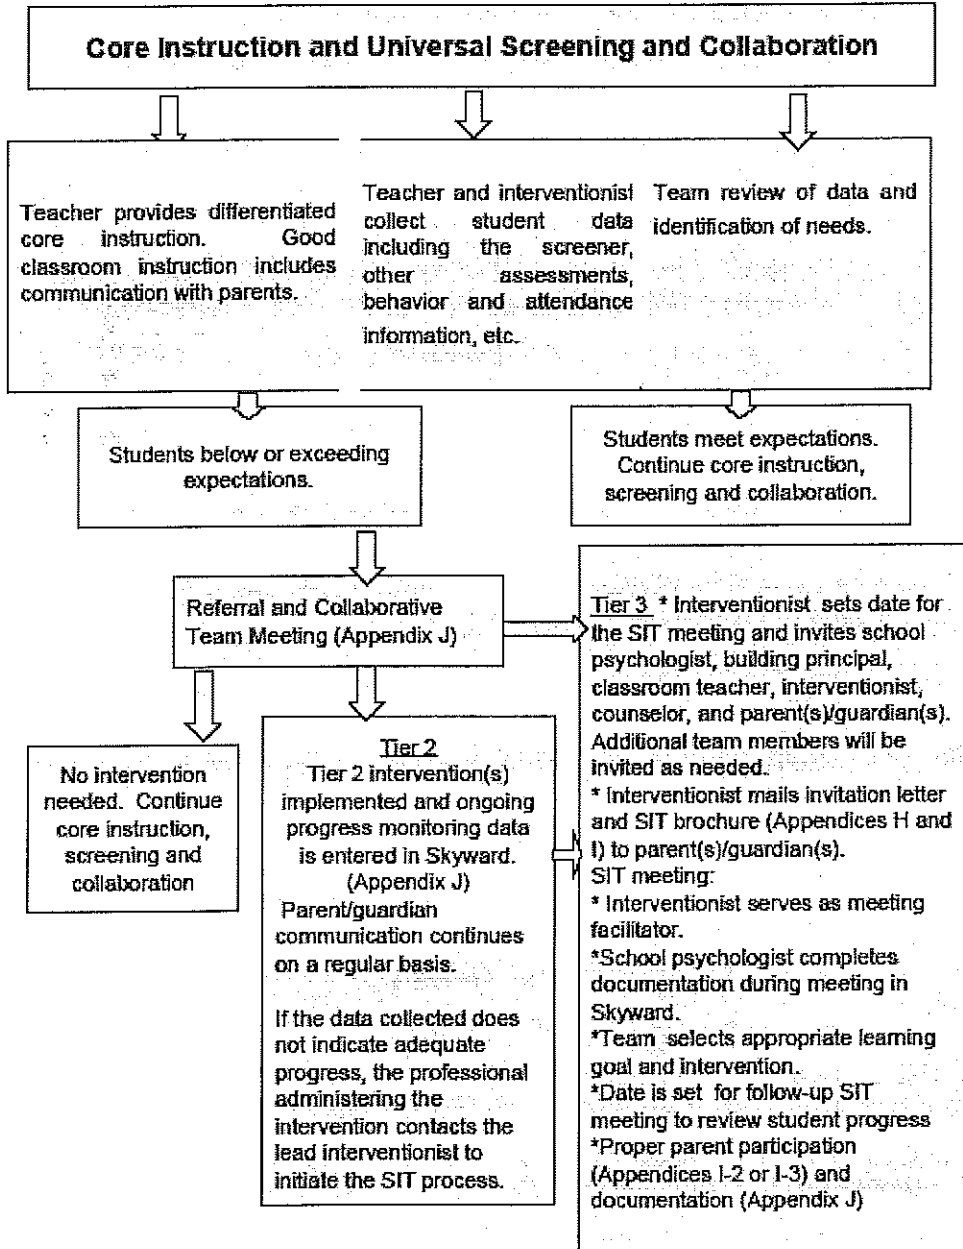 Core Instruction and Universal Screening and Collaboration
Teacher provides differentiated
core instruction. Good
classroom instruction includes
communication with parents.
Teacher and interventionist
collect student data
including the screener,
other assessments,
behavior and attendance
information, etc.
Team review of data and
identification of needs.
Students below or exceeding
expectations.
Students meet expectations.
Continue core instruction,
screening and collaboration.
Referral and Collaborative
Team Meeting (Appendix J)
No intervention
needed. Continue
core instruction,
screening and
collaboration
Tier 2
Tier 2 intervention(s)
implemented and ongoing
progress monitoring data
is entered in Skyward.
(Appendix J)
Parent/guardian
communication continues
on a regular basis.
If the data collected does
not indicate adequate
progress, the professional
administering the
intervention contacts the
lead interventionist to
initiate the SIT process.
Tier 3 * Interventionist sets date for
the SIT meeting and invites school
psychologist, building principal,
classroom teacher, interventionist,
counselor, and parent(s)/guardian(s).
Additional team members will be
invited as needed.
* Interventionist mails invitation letter
and SIT brochure (Appendices H and
I) to parent(s)/guardian(s).
SIT meeting:
* Interventionist serves as meeting
facilitator.
*School psychologist completes
documentation during meeting in
Skyward.
*Team selects appropriate learning
goal and intervention.
*Date is set for follow-up SIT
meeting to review student progress
*Proper parent participation
(Appendices I-2 or I-3) and
documentation (Appendix J)